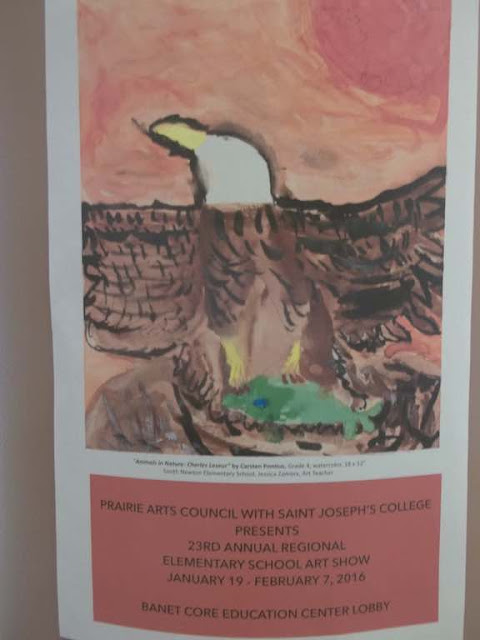 "Animals in Nature: Charley Lesser" by Carsten Pontius, Grade 4, watercolor, 18 x 12"
South Newton Elementary School, Jessica Zamora, Art Teacher
PRAIRIE ARTS COUNCIL WITH SAINT JOSEPH'S COLLEGE
PRESENTS
23RD ANNUAL REGIONAL
ELEMENTARY SCHOOL ART SHOW
JANUARY 19 - FEBRUARY 7, 2016
BANET CORE EDUCATION CENTER LOBBY